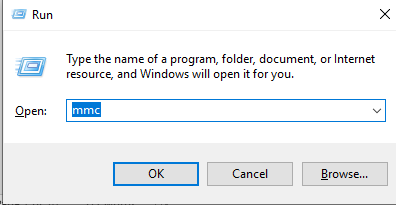 Run
Type the name of a program, folder, document, or Internet
resource, and Windows will open it for you.
Open: mmc
OK Cancel Browse...